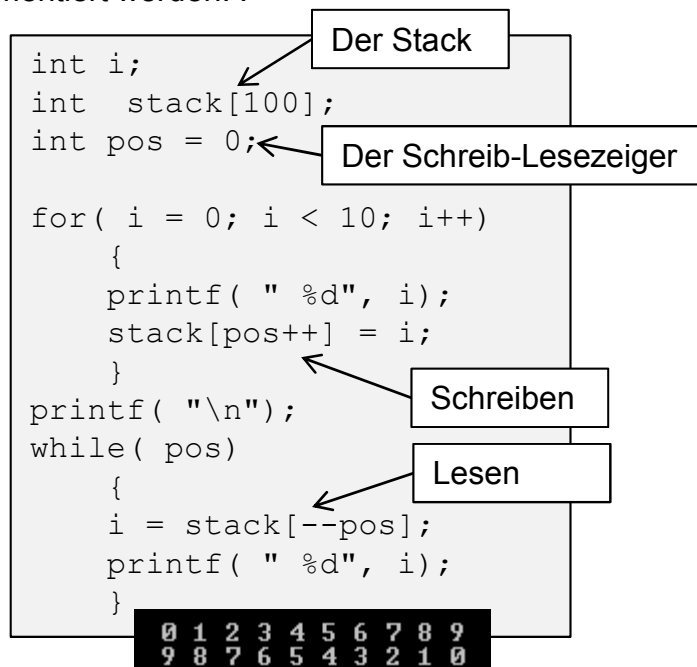 Der Stack
int i;
int  stack[100];
int pos = 0;
Der Schreib-Lesezeiger
for( i = 0; i < 10; i++)
    {
    printf( " %d", i);
    stack[pos++] = i;
    }
Schreiben
printf( "\n");
while( pos)
Lesen
    {
    i = stack[--pos];
    printf( " %d", i);
    }
0 1 2 3 4 5 6 7 8 9
9 8 7 6 5 4 3 2 1 0